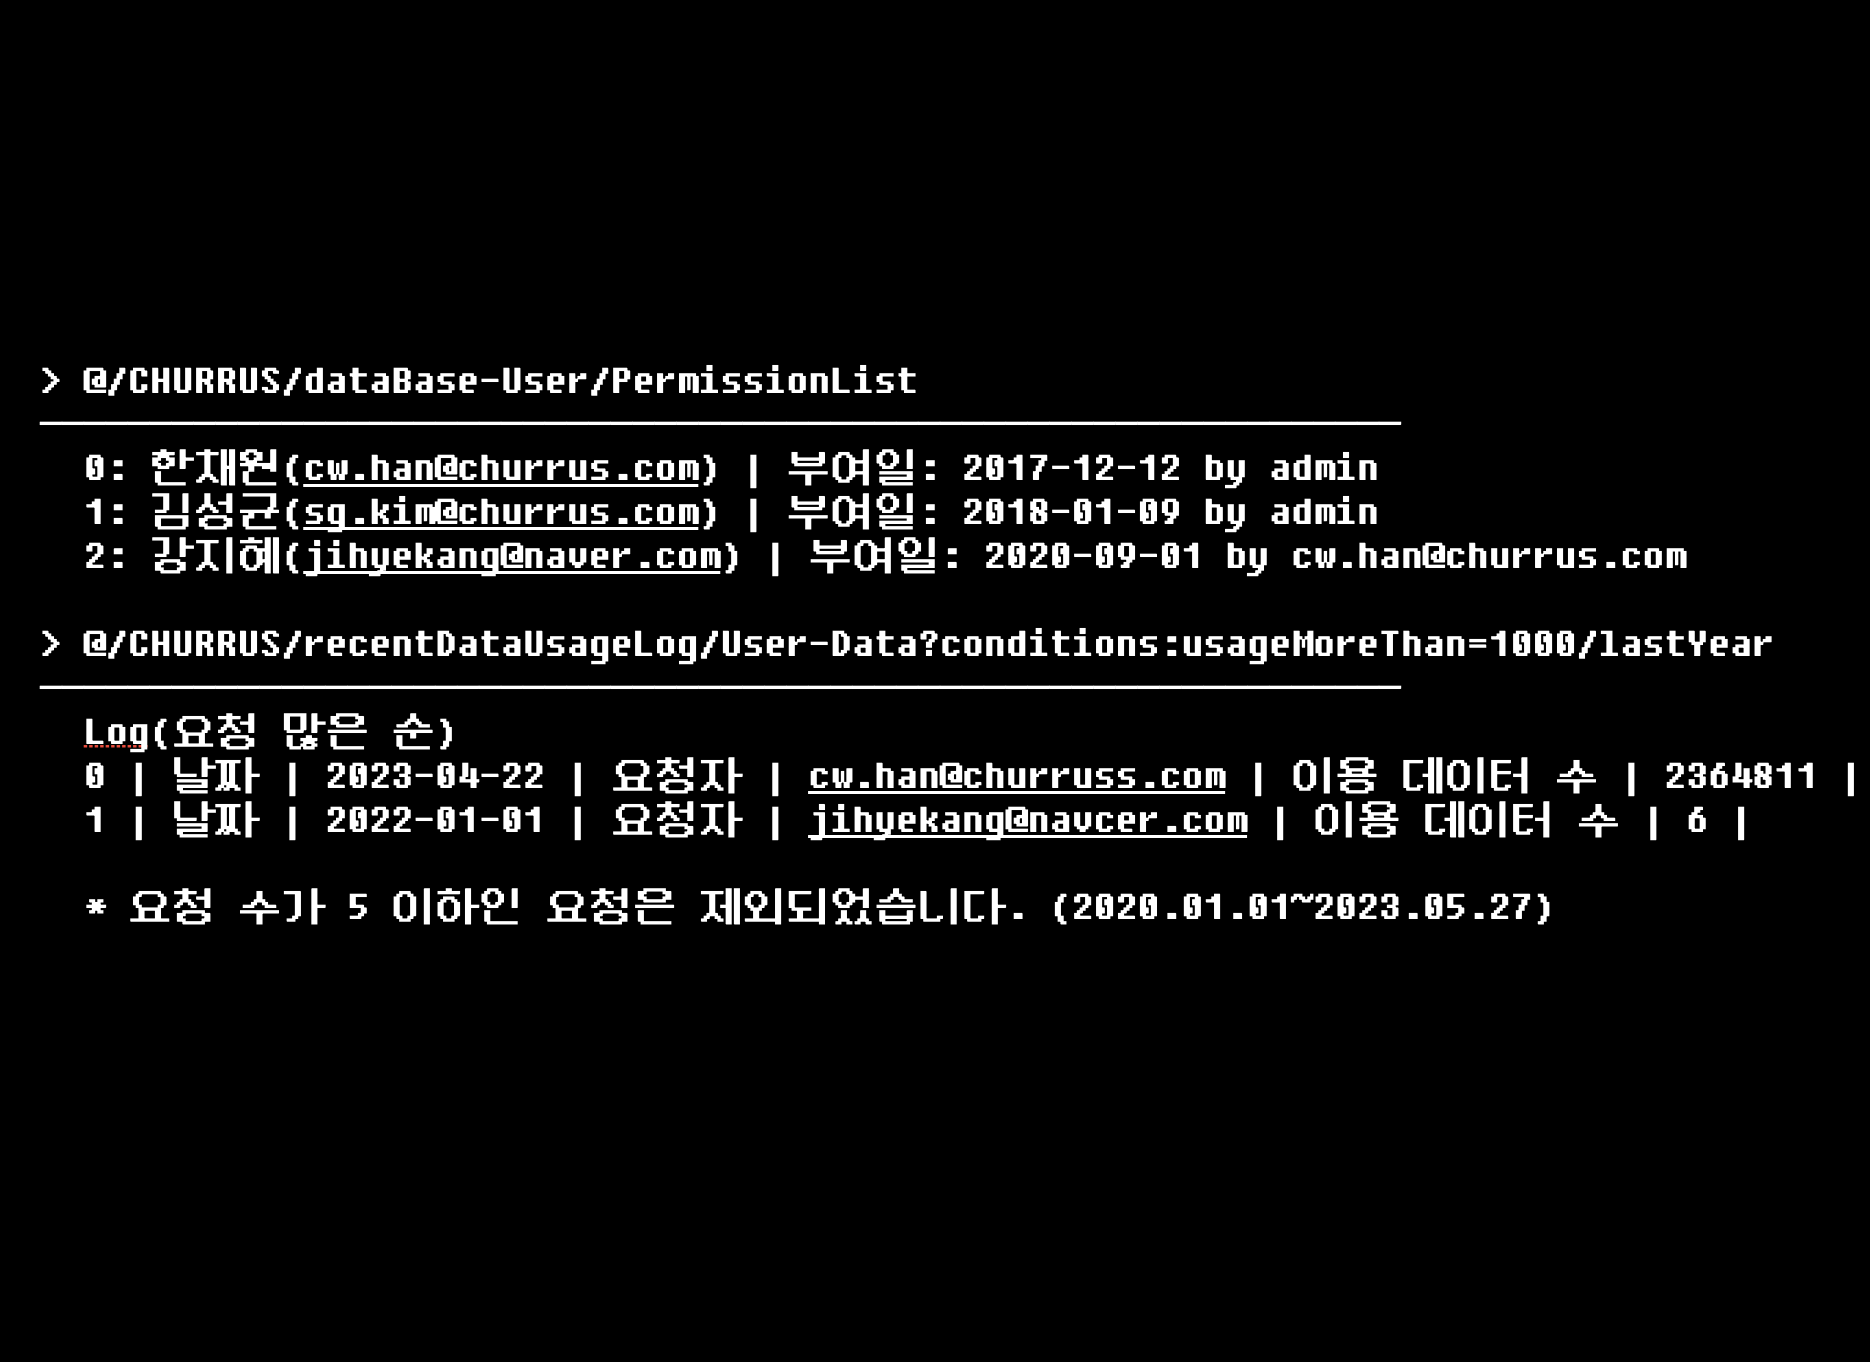 > @/CHURRUS/dataBase-User/PermissionList
0: 한채원(cw.han@churrus.com) | 부여일: 2017-12-12 by admin
1: 김성균(sg.kim@churrus.com) | 부여일: 2018-01-09 by admin
2: 강지혜(jihyekang@naver.com) | 부여일: 2020-09-01 by cw.han@churrus.com
> @/CHURRUS/recentDataUsageLog/User-Data?conditions:usageMoreThan=1000/lastYear
Log(요청 많은 순)
0 | 날짜 | 2023-04-22 | 요청자 | cw.han@churruss.com | 이용 데이터 수 | 2364811 |
1 | 날짜 | 2022-01-01 | 요청자 | jihyekang@navcer.com | 이용 데이터 수 | 6 |
* 요청 수가 5 이하인 요청은 제외되었습니다. (2020.01.01~2023.05.27)